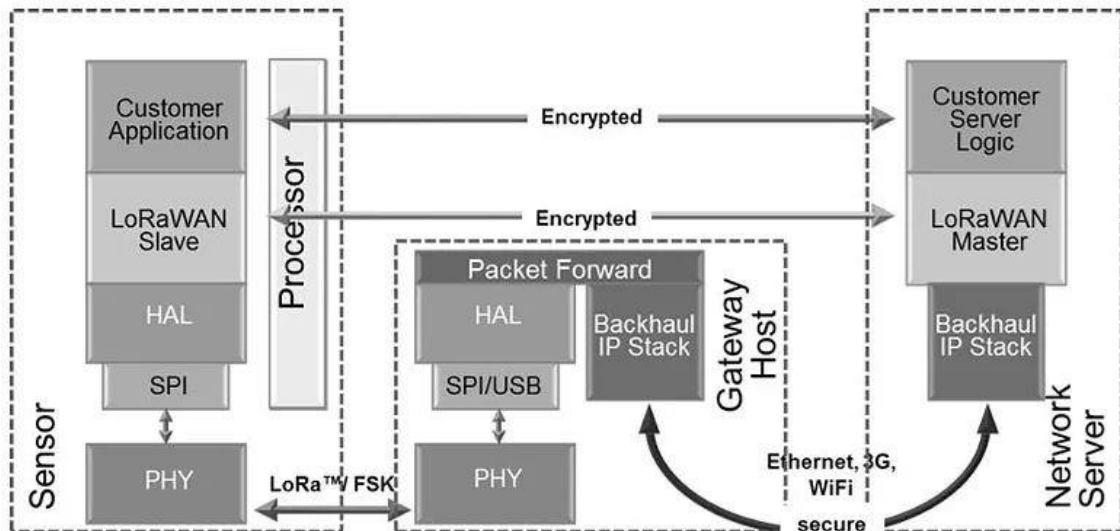 Customer
Application
LoRaWAN
Slave
HAL
SPI
PHY
Processor
Sensor
Encrypted
Encrypted
LoRa™/ FSK
Packet Forward
HAL
SPI/USB
PHY
Backhaul
IP Stack
Gateway
Host
Ethernet, 3G,
WiFi
secure
Customer
Server
Logic
LoRaWAN
Master
Backhaul
IP Stack
Network
Server